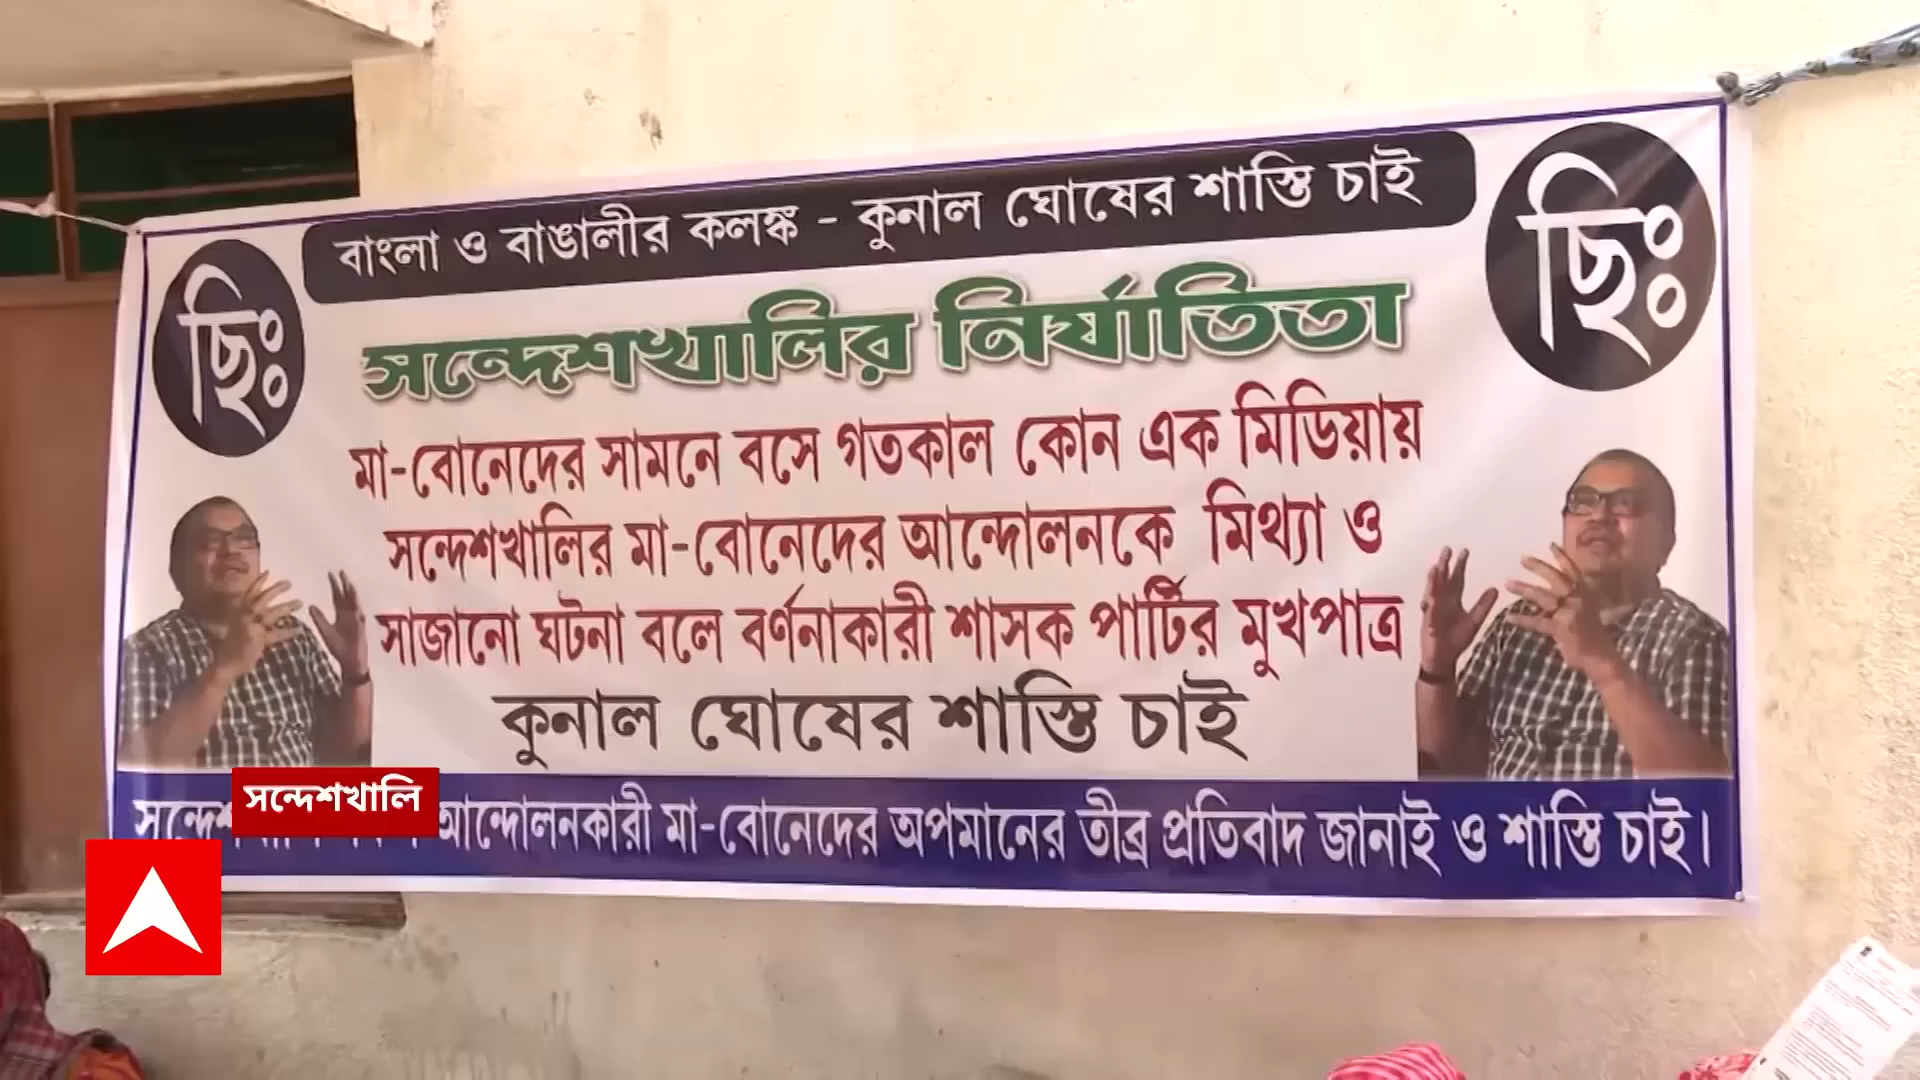 বাংলা ও বাঙালীর কলঙ্ক - কুনাল ঘোষের শাস্তি চাই
ছিঃ
ছিঃ
সন্দেশখালির নির্যাতিতা
মা-বোনেদের সামনে বসে গতকাল কোন এক মিডিয়ায়
সন্দেশখালির মা-বোনেদের আন্দোলনকে মিথ্যা ও
সাজানো ঘটনা বলে বর্ণনাকারী শাসক পার্টির মুখপাত্র
কুনাল ঘোষের শাস্তি চাই
সন্দেশখালি
আন্দোলনকারী মা-বোনেদের অপমানের তীব্র প্রতিবাদ জানাই ও শাস্তি চাই।